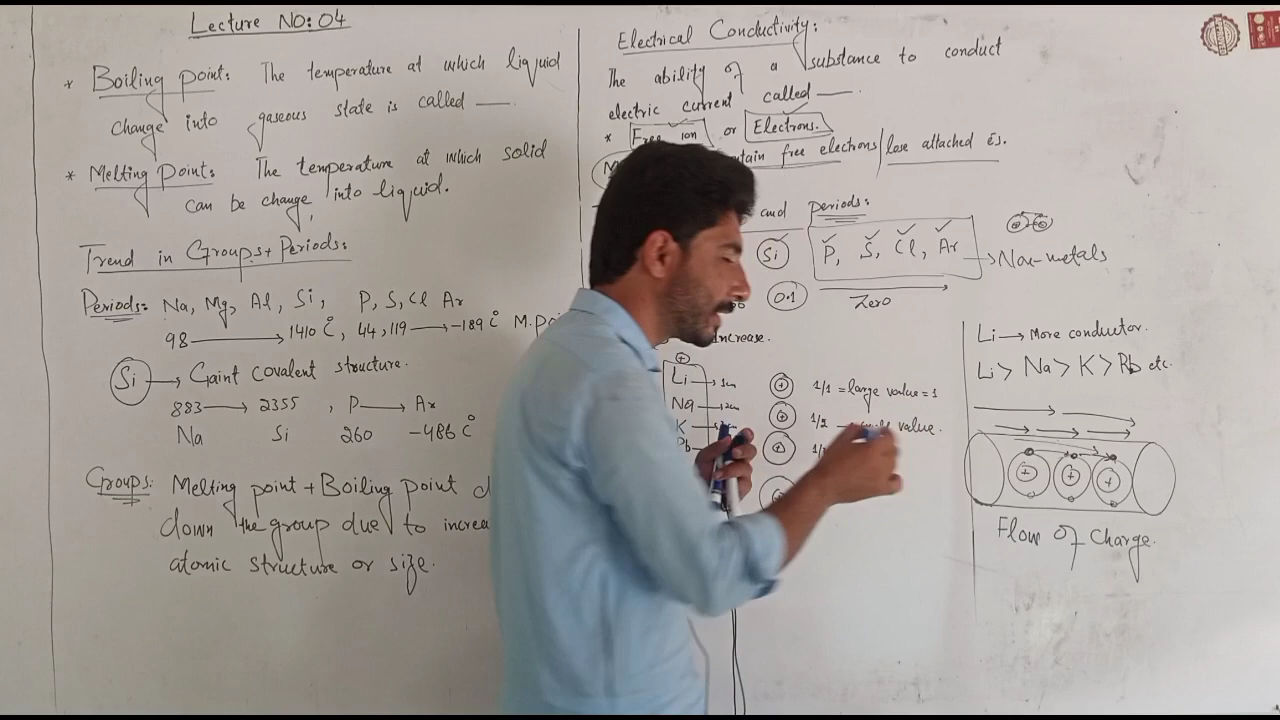 Lecture NO: 04
* Boiling point: The temperature at which liquid
change into gaseous state is called —.
* Melting point: The temperature at which solid
can be change into liquid.
Trend in Groups + Periods:
Periods: Na, Mg, Al, Si, P, S, Cl Ar
98 → 1410 °C, 44, 119 → -189 °C M.
Si → Gaint covalent structure.
883 → 2355 , P → Ar
Na Si 260 -486 °C
Groups: Melting point + Boiling point
down the group due to
atomic structure or size.
Electrical Conductivity:
The ability of a substance to conduct
electric current called —.
* Free ion or Electrons.
free electrons / lose attached es.
and periods:
Si P, S, Cl, Ar → Non-metals
0.1 Zero
increase.
+
Li → 1cm
Na → 2cm
K
Rb
+ 1/1 = large value = 1
+ 1/2 value.
+
Li → More conductor.
Li > Na > K > Rb etc.
+ + +
Flow of charge.